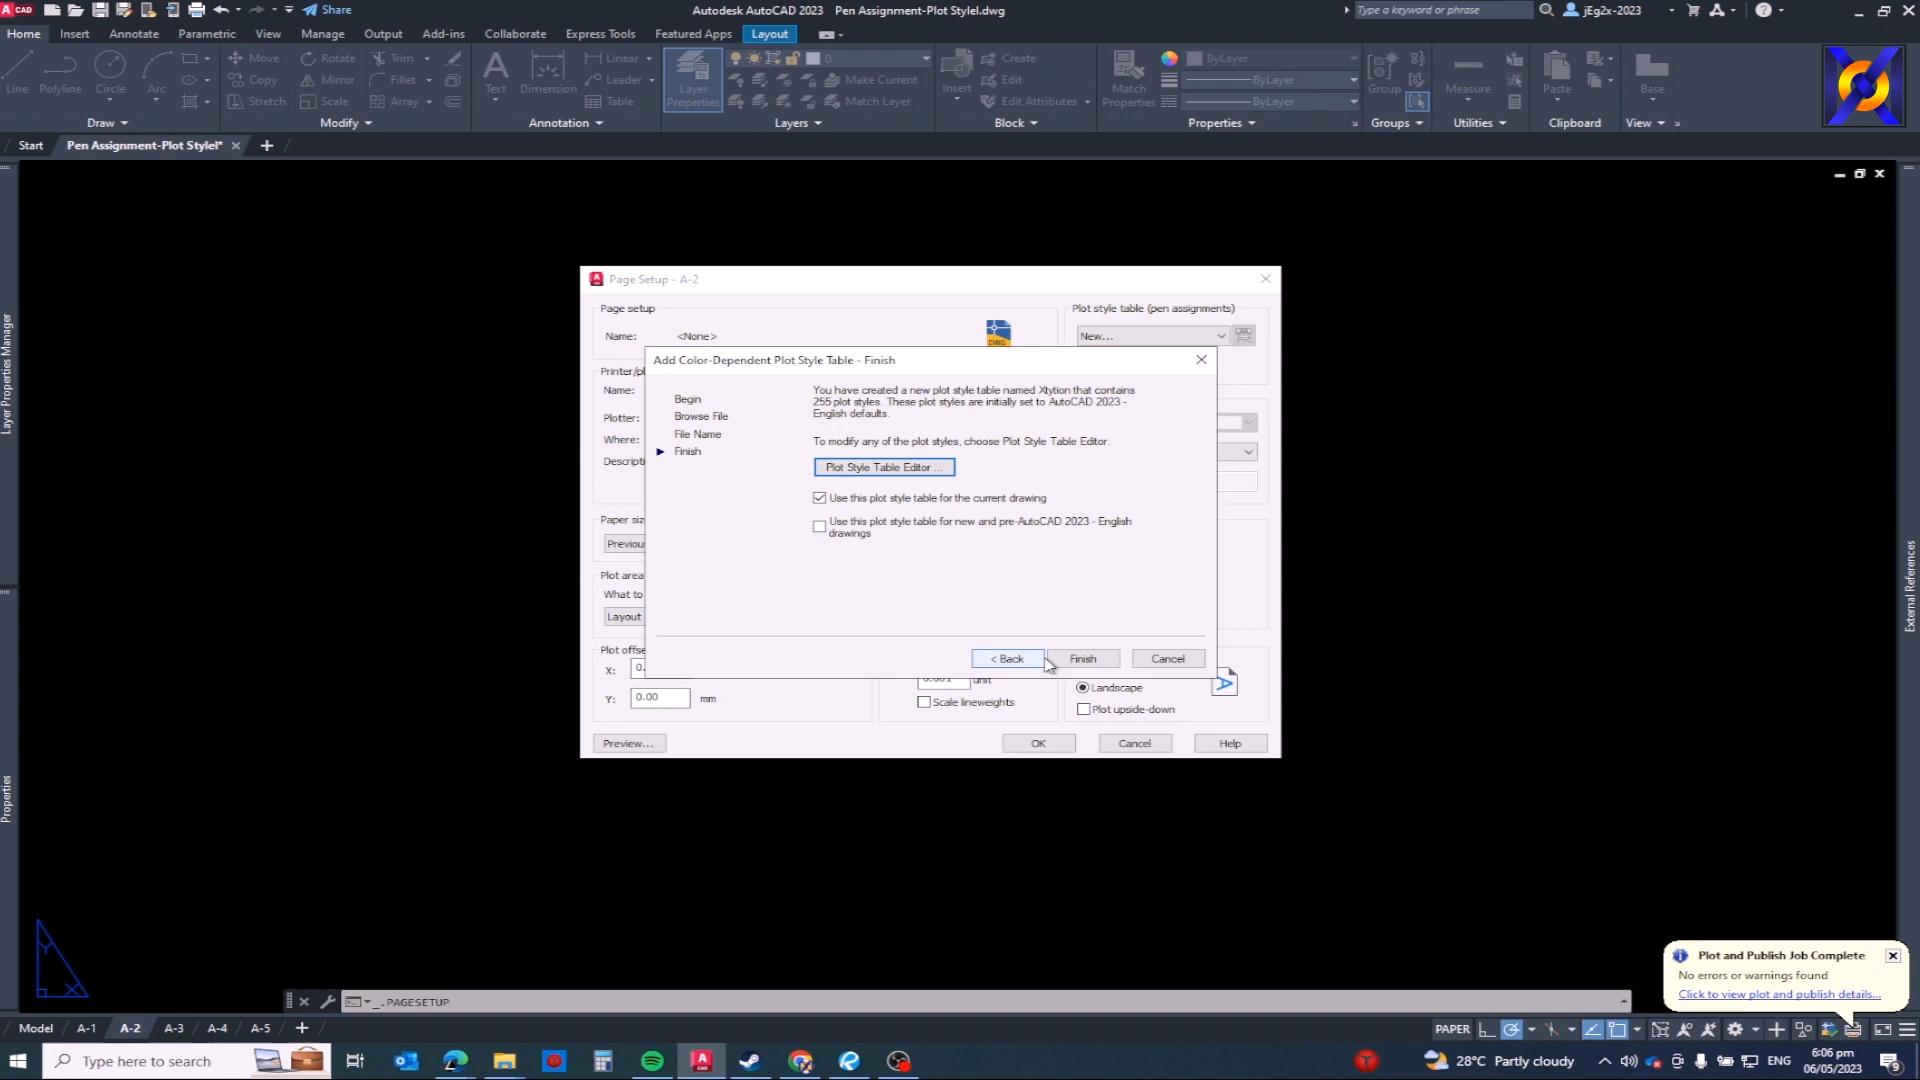 CAD
Share
Autodesk AutoCAD 2023 Pen Assignment-Plot Stylel.dwg
Type a keyword or phrase
jEg2x-2023
Home Insert Annotate Parametric View Manage Output Add-ins Collaborate Express Tools Featured Apps Layout
Line Polyline Circle Arc
Move Rotate Trim
Copy Mirror Fillet
Stretch Scale Array
Text Dimension
Linear
Leader
Table
Layer Properties
0
Make Current
Match Layer
Insert
Create
Edit
Edit Attributes
Match Properties
ByLayer
ByLayer
ByLayer
Group
Measure
Paste
Base
Draw Modify Annotation Layers Block Properties Groups Utilities Clipboard View
Start Pen Assignment-Plot Stylel*
Layer Properties Manager
Properties
External References
Page Setup - A-2
Page setup
Name: <None>
DWG
Plot style table (pen assignments)
New...
Name:
Plotter:
Where:
Plot area
What to
Layout
X:
Y: 0.00 mm
unit
Scale lineweights
Landscape
Plot upside-down
Preview... OK Cancel Help
Add Color-Dependent Plot Style Table - Finish
Begin
Browse File
File Name
Finish
You have created a new plot style table named Xtytion that contains
255 plot styles. These plot styles are initially set to AutoCAD 2023 -
English defaults.
To modify any of the plot styles, choose Plot Style Table Editor.
Plot Style Table Editor ...
Use this plot style table for the current drawing
Use this plot style table for new and pre-AutoCAD 2023 - English
drawings
< Back Finish Cancel
Y
X
Plot and Publish Job Complete
No errors or warnings found
Click to view plot and publish details...
_.PAGESETUP
Model A-1 A-2 A-3 A-4 A-5
PAPER
Type here to search
28°C Partly cloudy
ENG
6:06 pm
06/05/2023
9